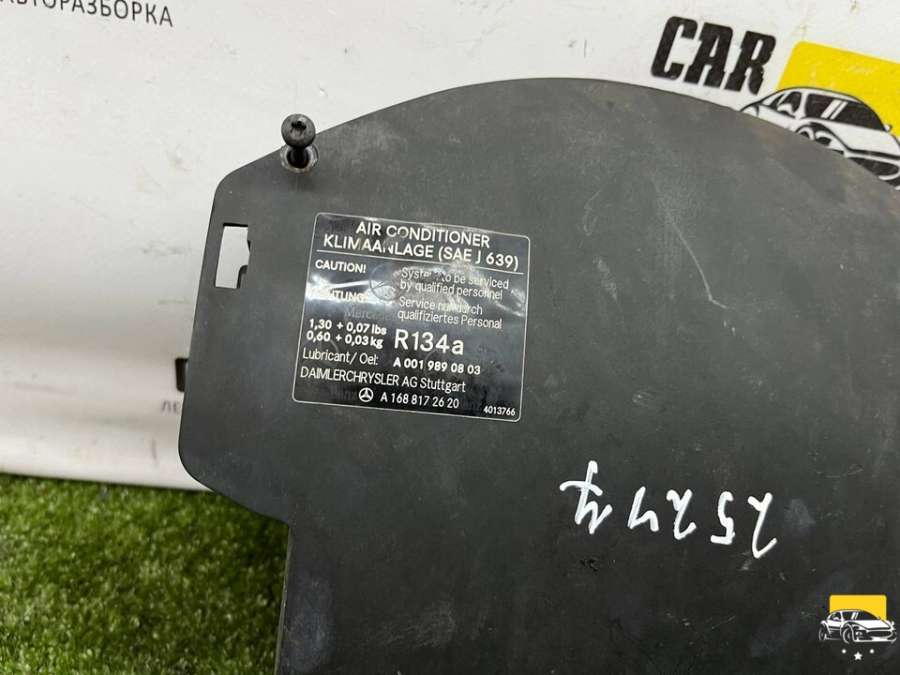 АВТОРАЗБОРКА
CAR
AIR CONDITIONER
KLIMAANLAGE (SAE J 639)
CAUTION! System to be serviced
by qualified personnel
ACHTUNG! Service nur durch
qualifiziertes Personal
1,30 + 0,07 lbs
0,60 + 0,03 kg R134a
Lubricant/ Oel: A 001 989 08 03
DAIMLERCHRYSLER AG Stuttgart
A 168 817 26 20 4013766